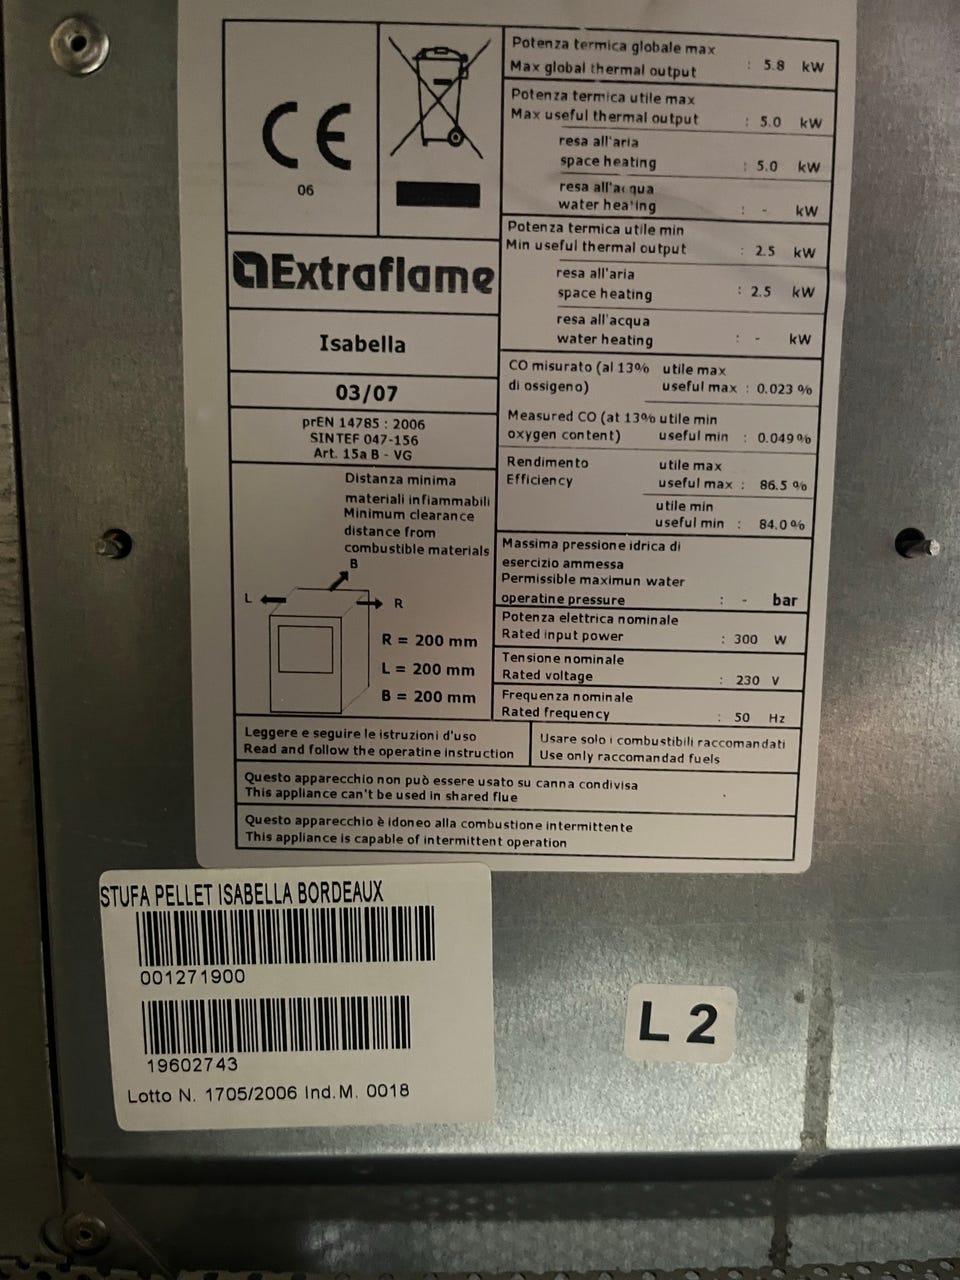 CE
06
Extraflame
Isabella
03/07
prEN 14785 : 2006
SINTEF 047-156
Art. 15a B - VG
Distanza minima
materiali infiammabili
Minimum clearance
distance from
combustible materials
B
L
R
R = 200 mm
L = 200 mm
B = 200 mm
Potenza termica globale max
Max global thermal output : 5.8 kW
Potenza termica utile max
Max useful thermal output : 5.0 kW
resa all'aria
space heating : 5.0 kW
resa all'acqua
water heating : - kW
Potenza termica utile min
Min useful thermal output : 2.5 kW
resa all'aria
space heating : 2.5 kW
resa all'acqua
water heating : - kW
CO misurato (al 13% utile max
di ossigeno) useful max : 0.023 %
Measured CO (at 13% utile min
oxygen content) useful min : 0.049%
Rendimento utile max
Efficiency useful max : 86.5 %
utile min
useful min : 84.0%
Massima pressione idrica di
esercizio ammessa
Permissible maximun water
operatine pressure : - bar
Potenza elettrica nominale
Rated input power : 300 W
Tensione nominale
Rated voltage : 230 V
Frequenza nominale
Rated frequency : 50 Hz
Leggere e seguire le istruzioni d'uso
Read and follow the operatine instruction
Usare solo i combustibili raccomandati
Use only raccomandad fuels
Questo apparecchio non può essere usato su canna condivisa
This appliance can't be used in shared flue
Questo apparecchio è idoneo alla combustione intermittente
This appliance is capable of intermittent operation
STUFA PELLET ISABELLA BORDEAUX
001271900
19602743
Lotto N. 1705/2006 Ind.M. 0018
L 2